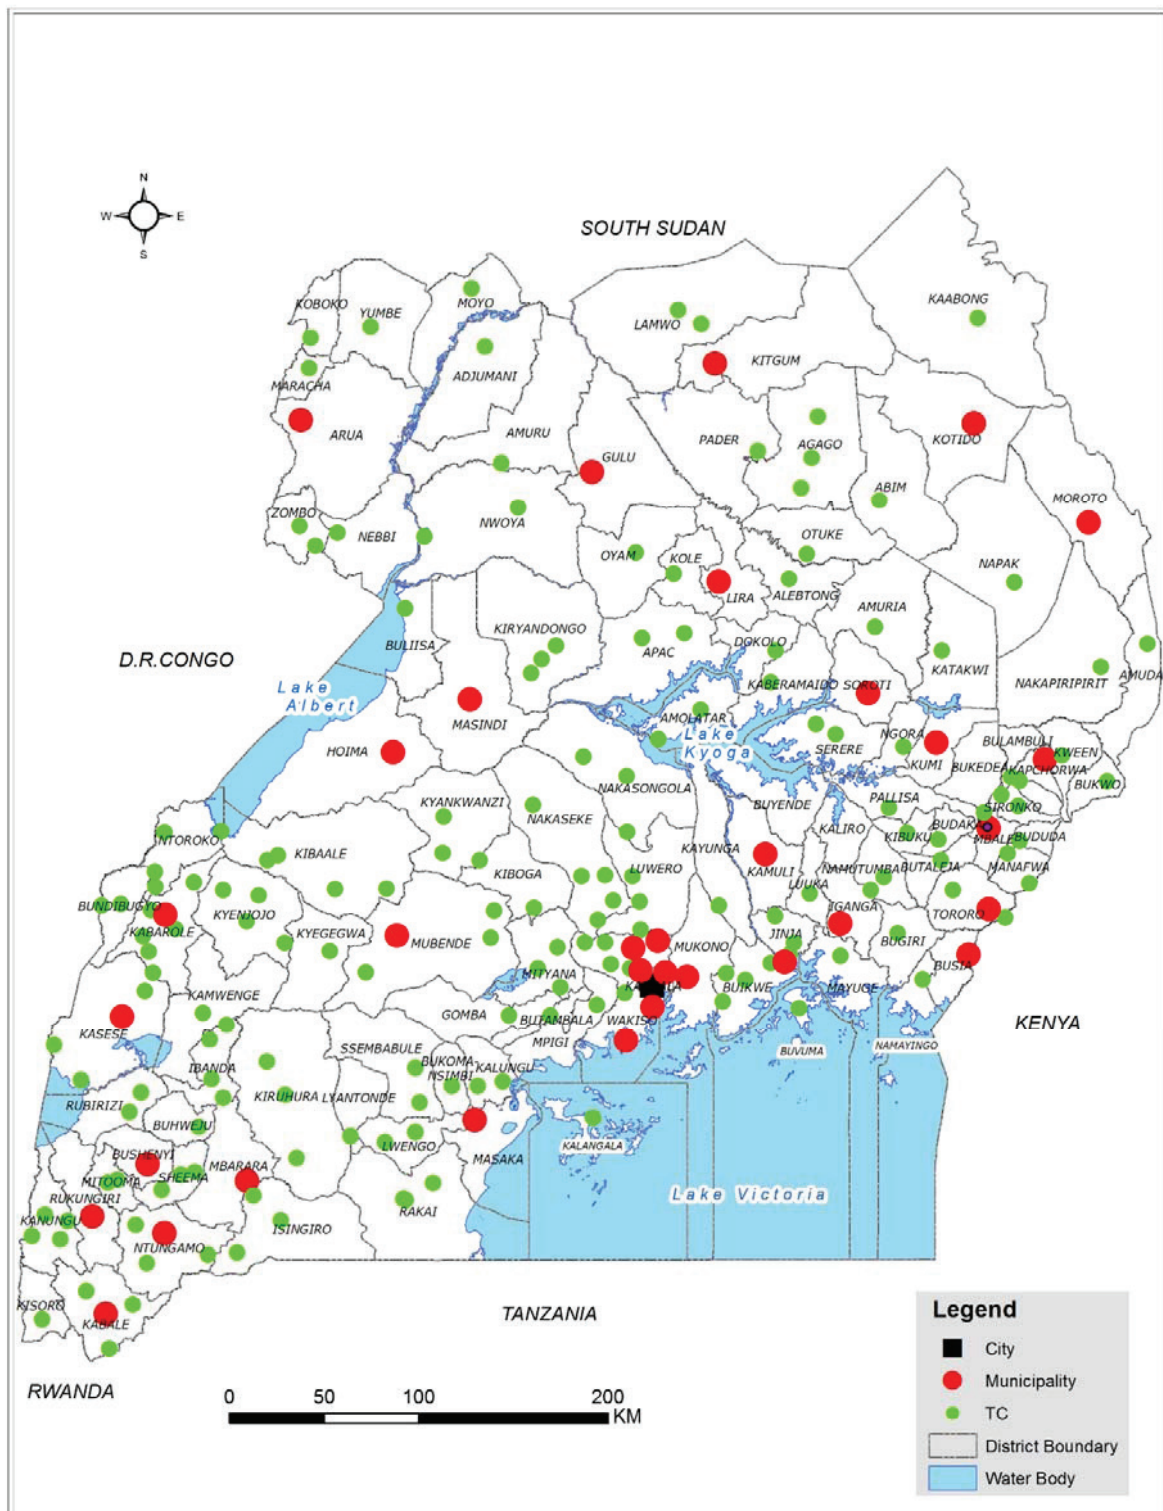 N
W
E
S
SOUTH SUDAN
KAABONG
KOBOKO
YUMBE
MOYO
LAMWO
ADJUMANI
KITGUM
MARACHA
ARUA
AMURU
PADER
AGAGO
KOTIDO
GULU
ABIM
MOROTO
ZOMBO
NEBBI
NWOYA
OTUKE
OYAM
KOLE
NAPAK
LIRA
ALEBTONG
AMURIA
BULIISA
KIRYANDONGO
APAC
DOKOLO
KATAKWI
D.R.CONGO
NAKAPIRIPIRIT
AMUDA
Lake
Albert
KABERAMAIDO
SOROTI
MASINDI
AMOLATAR
Lake
Kyoga
HOIMA
SERERE
NGORA
KUMI
BULAMBULI
KWEEN
BUKEDEA
KAPCHORWA
BUKWO
NAKASONGOLA
KYANKWANZI
NAKASEKE
BUYENDE
PALLISA
SIRONKO
NTOROKO
KALIRO
KIBUKU
BUDAKA
MBALE
BUDUDA
KIBAALE
KAYUNGA
KIBOGA
LUWERO
KAMULI
NAMUTUMBA
BUTALEJA
MANAFWA
LUUKA
BUNDIBUGYO
KYENJOJO
IGANGA
TORORO
KABAROLE
KYEGEGWA
MUBENDE
MUKONO
JINJA
BUGIRI
MITYANA
BUSIA
KAMWENGE
BUIKWE
MAYUGE
KASESE
GOMBA
BUTAMBALA
WAKISO
KENYA
MPIGI
SSEMBABULE
BUKOMA
NSIMBI
KALUNGU
BUVUMA
NAMAYINGO
IBANDA
RUBIRIZI
KIRUHURA
LYANTONDE
BUHWEJU
LWENGO
MASAKA
KALANGALA
BUSHENYI
MITOOMA
SHEEMA
MBARARA
RUKUNGIRI
Lake Victoria
KANUNGU
RAKAI
ISINGIRO
NTUNGAMO
KISORO
KABALE
TANZANIA
RWANDA
0 50 100 200
KM
Legend
City
Municipality
TC
District Boundary
Water Body